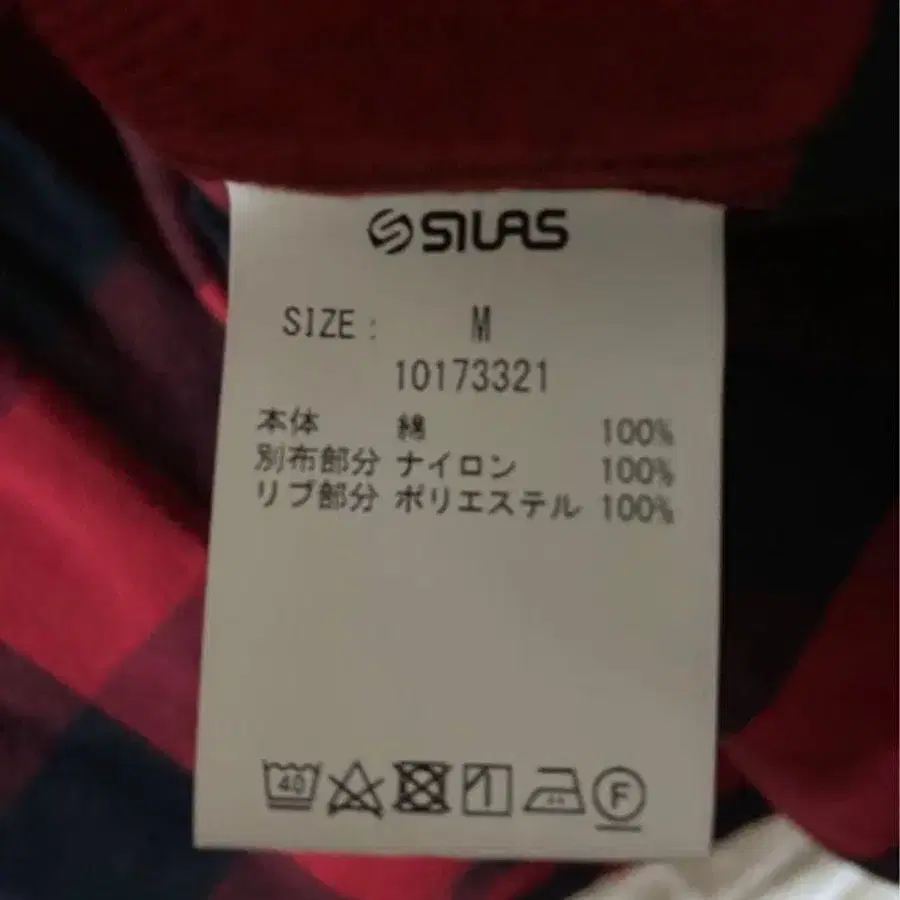 SILAS
SIZE: M
10173321
本体 綿 100%
別布部分 ナイロン 100%
リブ部分 ポリエステル 100%
40 F